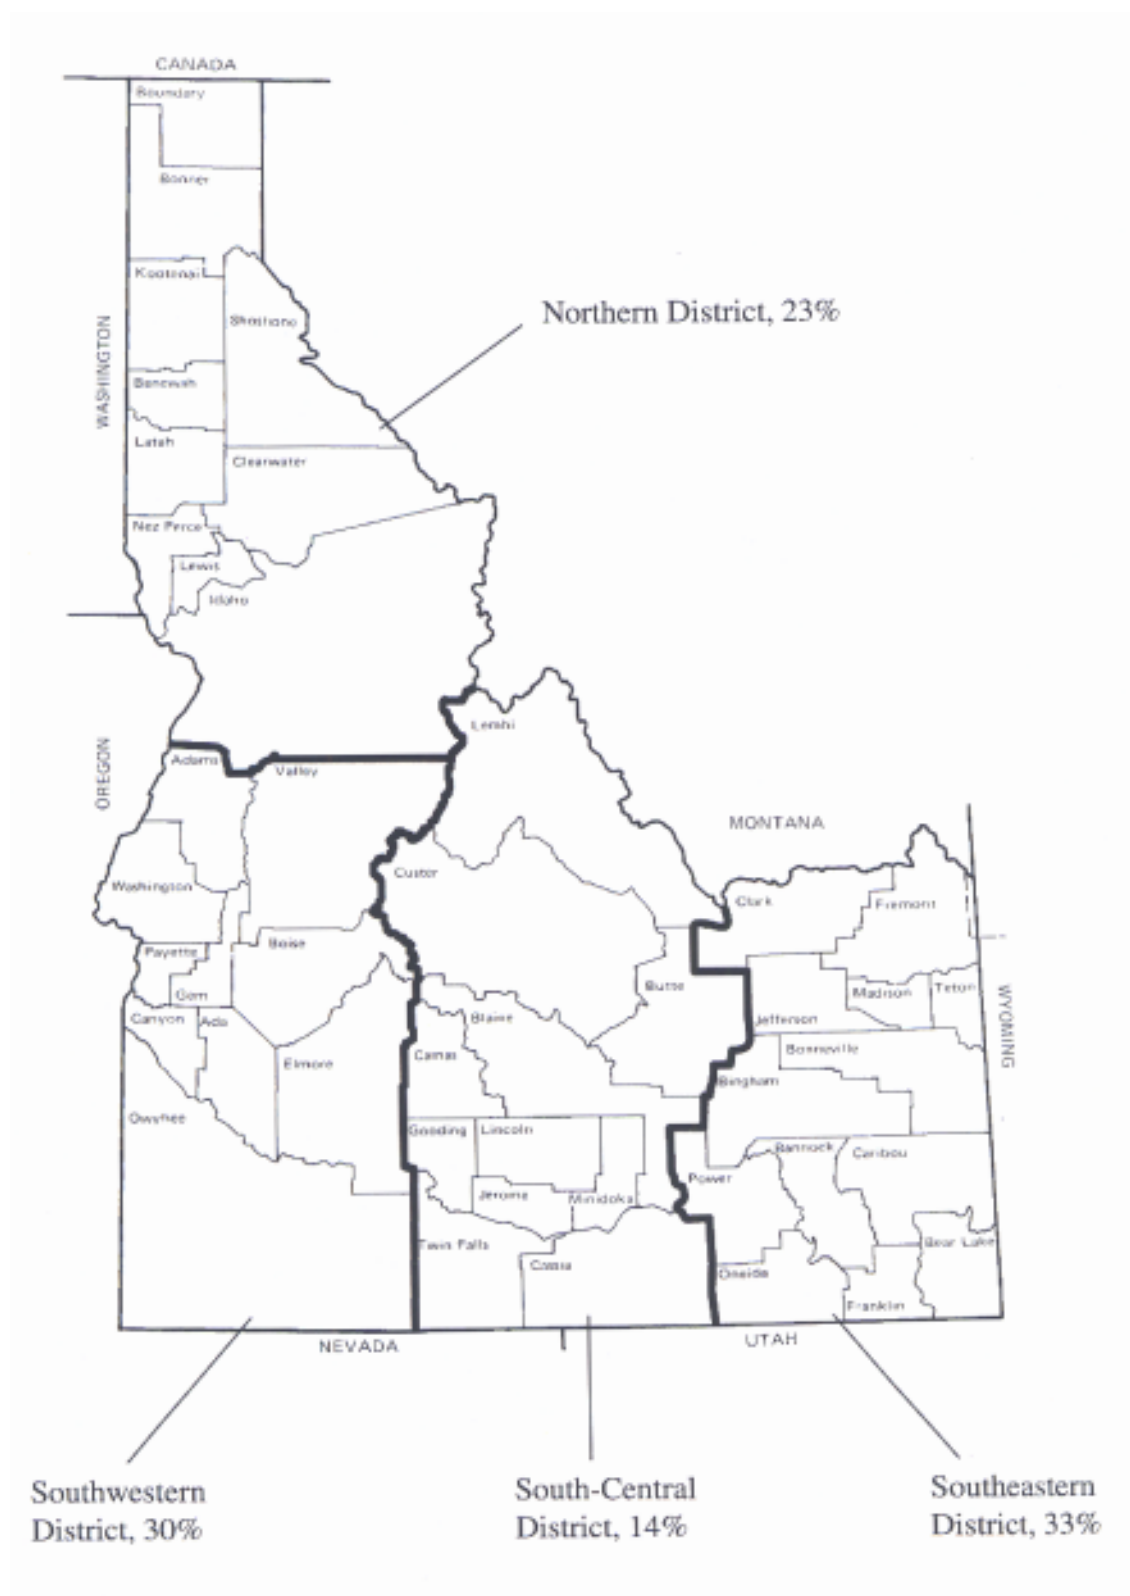 CANADA
Boundary
Bonner
Kootenai
Shoshone
Northern District, 23%
WASHINGTON
Benewah
Latah
Clearwater
Nez Perce
Lewis
Idaho
Lemhi
OREGON
Adams
Valley
MONTANA
Custer
Washington
Clark
Fremont
Boise
Payette
Butte
Madison
Teton
Gem
WYOMING
Canyon
Ada
Blaine
Jefferson
Bonneville
Camas
Elmore
Bingham
Owyhee
Gooding
Lincoln
Bannock
Caribou
Power
Jerome
Minidoka
Twin Falls
Bear Lake
Cassia
Oneida
Franklin
NEVADA
UTAH
Southwestern
District, 30%
South-Central
District, 14%
Southeastern
District, 33%